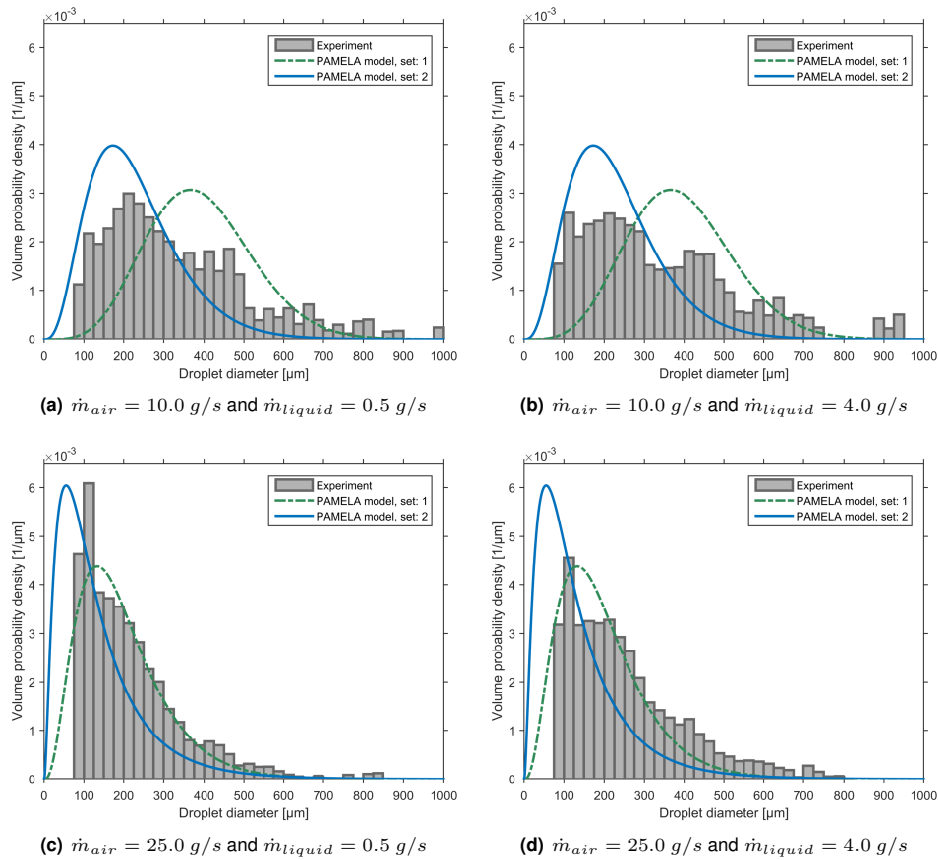 ×10⁻³
6
5
4
3
2
1
0
Volume probability density [1/μm]
Experiment
PAMELA model, set: 1
PAMELA model, set: 2
0 100 200 300 400 500 600 700 800 900 1000
Droplet diameter [μm]
(a) ṁ_air = 10.0 g/s and ṁ_liquid = 0.5 g/s
×10⁻³
6
5
4
3
2
1
0
Volume probability density [1/μm]
Experiment
PAMELA model, set: 1
PAMELA model, set: 2
0 100 200 300 400 500 600 700 800 900 1000
Droplet diameter [μm]
(b) ṁ_air = 10.0 g/s and ṁ_liquid = 4.0 g/s
×10⁻³
6
5
4
3
2
1
0
Volume probability density [1/μm]
Experiment
PAMELA model, set: 1
PAMELA model, set: 2
0 100 200 300 400 500 600 700 800 900 1000
Droplet diameter [μm]
(c) ṁ_air = 25.0 g/s and ṁ_liquid = 0.5 g/s
×10⁻³
6
5
4
3
2
1
0
Volume probability density [1/μm]
Experiment
PAMELA model, set: 1
PAMELA model, set: 2
0 100 200 300 400 500 600 700 800 900 1000
Droplet diameter [μm]
(d) ṁ_air = 25.0 g/s and ṁ_liquid = 4.0 g/s